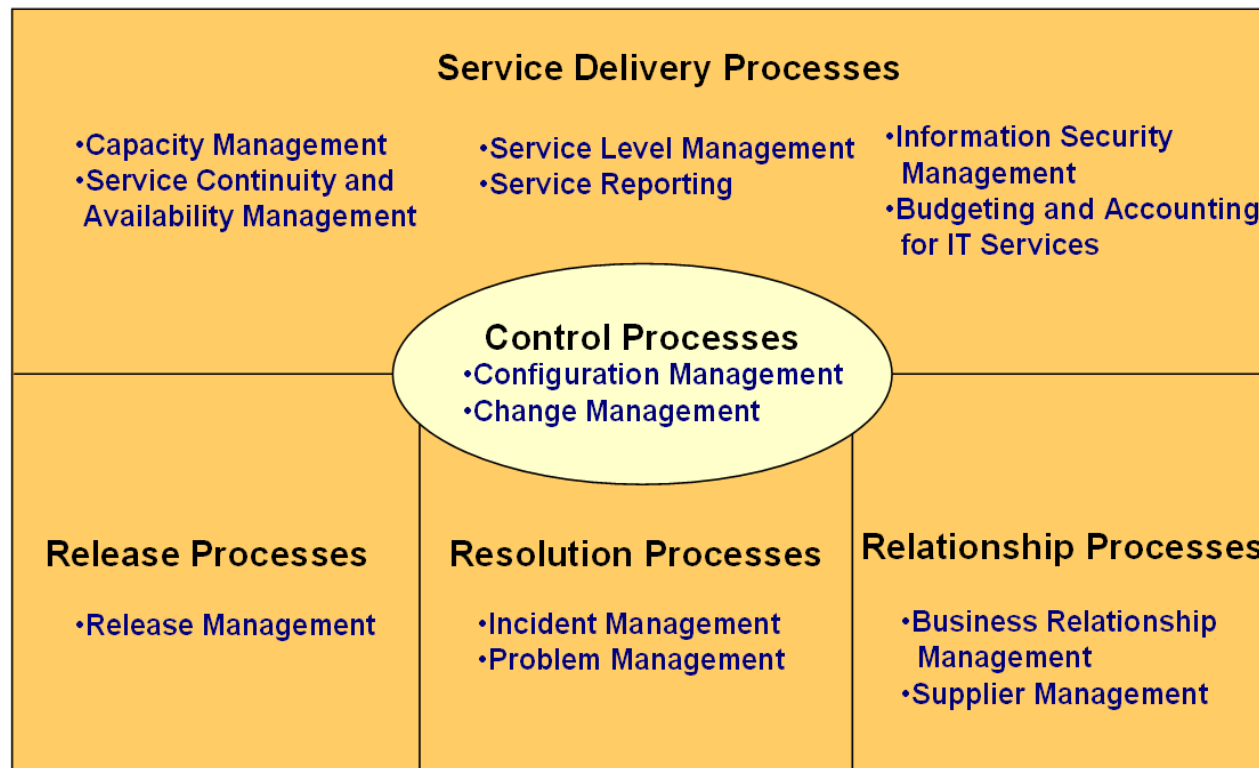 Service Delivery Processes
•Capacity Management
•Service Continuity and
Availability Management
•Service Level Management
•Service Reporting
•Information Security
Management
•Budgeting and Accounting
for IT Services
Control Processes
•Configuration Management
•Change Management
Release Processes
•Release Management
Resolution Processes
•Incident Management
•Problem Management
Relationship Processes
•Business Relationship
Management
•Supplier Management